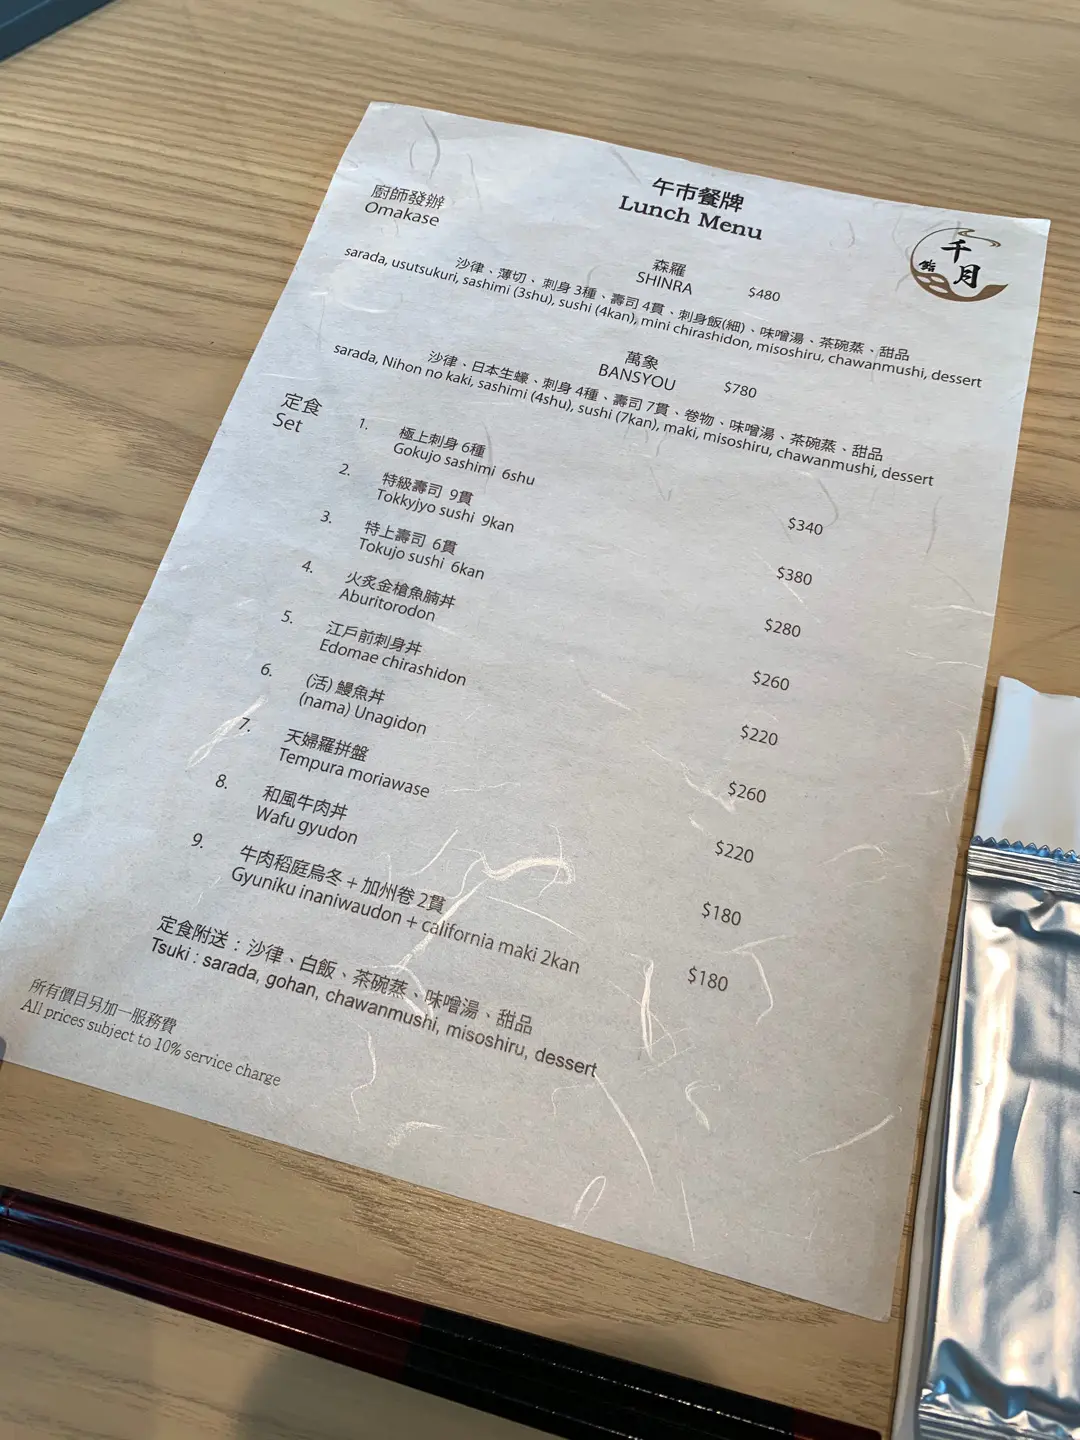 午市餐牌
Lunch Menu
千月
鮨
廚師發辦
Omakase
森羅
SHINRA $480
沙律、薄切、刺身 3種、壽司 4貫、刺身飯(細)、味噌湯、茶碗蒸、甜品
sarada, usutsukuri, sashimi (3shu), sushi (4kan), mini chirashidon, misoshiru, chawanmushi, dessert
萬象
BANSYOU $780
沙律、日本生蠔、刺身 4種、壽司 7貫、卷物、味噌湯、茶碗蒸、甜品
sarada, Nihon no kaki, sashimi (4shu), sushi (7kan), maki, misoshiru, chawanmushi, dessert
定食
Set
1. 極上刺身 6種
Gokujo sashimi 6shu $340
2. 特級壽司 9貫
Tokkyjyo sushi 9kan $380
3. 特上壽司 6貫
Tokujo sushi 6kan $280
4. 火炙金槍魚腩丼
Aburitorodon $260
5. 江戶前刺身丼
Edomae chirashidon $220
6. (活) 鰻魚丼
(nama) Unagidon $260
7. 天婦羅拼盤
Tempura moriawase $220
8. 和風牛肉丼
Wafu gyudon $180
9. 牛肉稻庭烏冬 + 加州卷 2貫
Gyuniku inaniwaudon + california maki 2kan $180
定食附送 : 沙律、白飯、茶碗蒸、味噌湯、甜品
Tsuki : sarada, gohan, chawanmushi, misoshiru, dessert
所有價目另加一服務費
All prices subject to 10% service charge